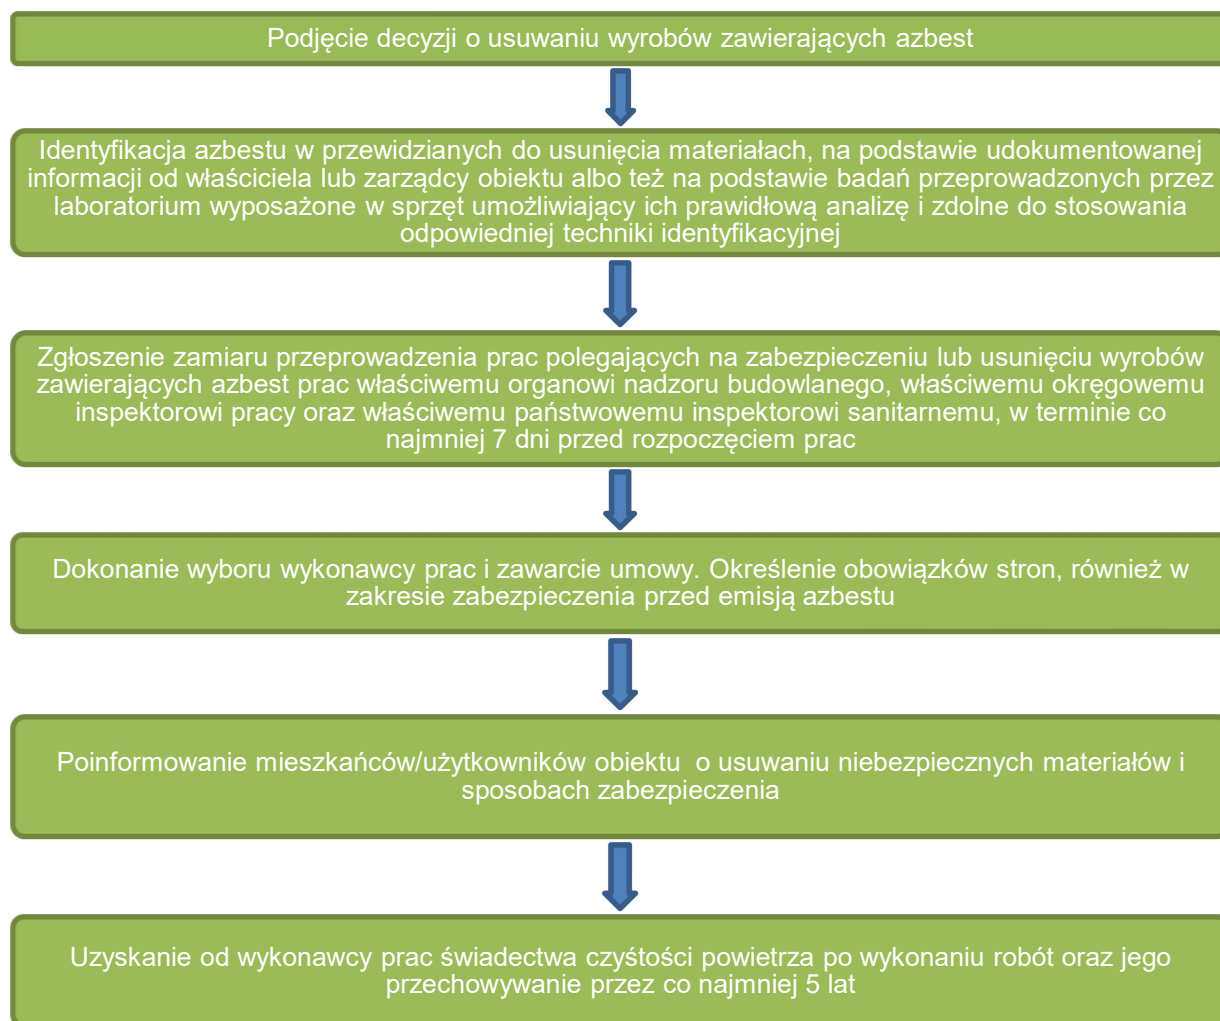 Podjęcie decyzji o usuwaniu wyrobów zawierających azbest
Identyfikacja azbestu w przewidzianych do usunięcia materiałach, na podstawie udokumentowanej
informacji od właściciela lub zarządcy obiektu albo też na podstawie badań przeprowadzonych przez
laboratorium wyposażone w sprzęt umożliwiający ich prawidłową analizę i zdolne do stosowania
odpowiedniej techniki identyfikacyjnej
Zgłoszenie zamiaru przeprowadzenia prac polegających na zabezpieczeniu lub usunięciu wyrobów
zawierających azbest prac właściwemu organowi nadzoru budowlanego, właściwemu okręgowemu
inspektorowi pracy oraz właściwemu państwowemu inspektorowi sanitarnemu, w terminie co
najmniej 7 dni przed rozpoczęciem prac
Dokonanie wyboru wykonawcy prac i zawarcie umowy. Określenie obowiązków stron, również w
zakresie zabezpieczenia przed emisją azbestu
Poinformowanie mieszkańców/użytkowników obiektu o usuwaniu niebezpiecznych materiałów i
sposobach zabezpieczenia
Uzyskanie od wykonawcy prac świadectwa czyśtości powietrza po wykonaniu robót oraz jego
przechowywanie przez co najmniej 5 lat